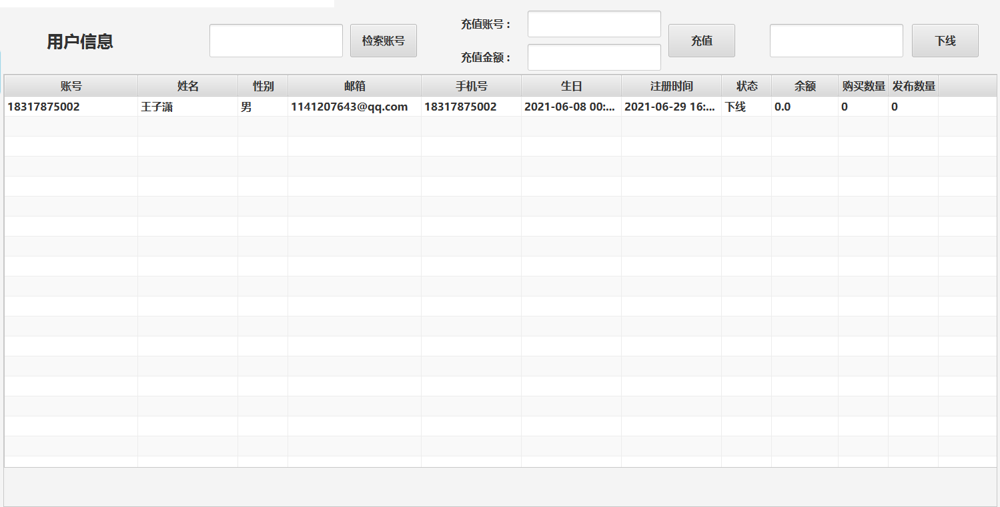 用户信息
检索账号
充值账号：
充值金额：
充值
下线
账号 姓名 性别 邮箱 手机号 生日 注册时间 状态 余额 购买数量 发布数量
18317875002 王子潇 男 1141207643@qq.com 18317875002 2021-06-08 00:... 2021-06-29 16:... 下线 0.0 0 0